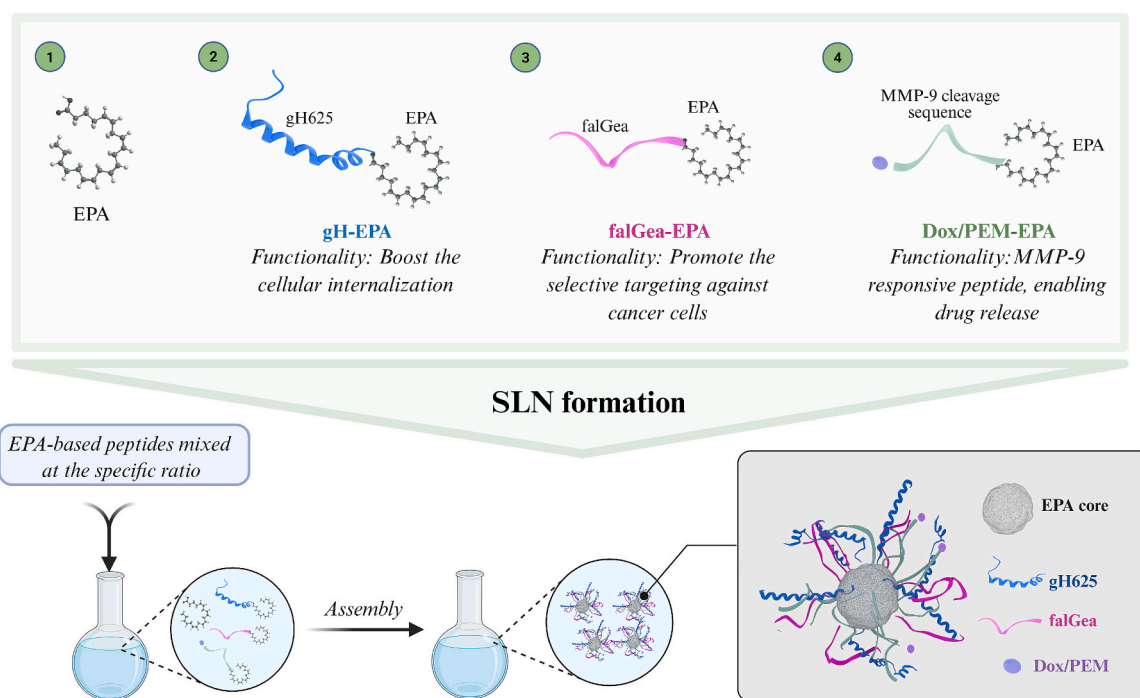 1
2
3
4
EPA
gH625
EPA
gH-EPA
Functionality: Boost the
cellular internalization
falGea
EPA
falGea-EPA
Functionality: Promote the
selective targeting against
cancer cells
MMP-9 cleavage
sequence
EPA
Dox/PEM-EPA
Functionality: MMP-9
responsive peptide, enabling
drug release
SLN formation
EPA-based peptides mixed
at the specific ratio
Assembly
EPA core
gH625
falGea
Dox/PEM